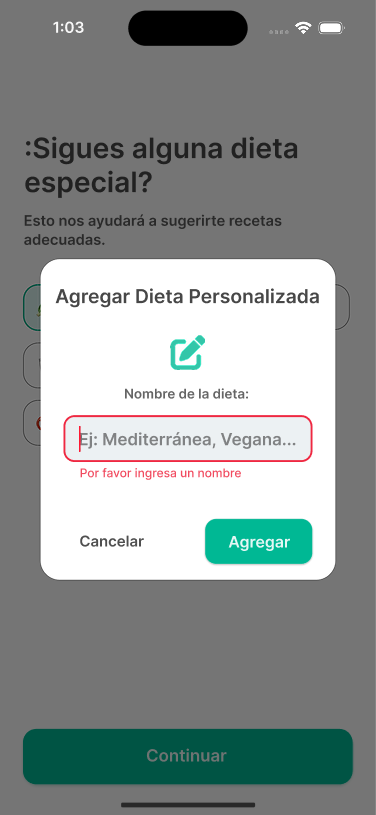 1:03
:Sigues alguna dieta
especial?
Esto nos ayudará a sugerirte recetas
adecuadas.
Agregar Dieta Personalizada
Nombre de la dieta:
Ej: Mediterránea, Vegana...
Por favor ingresa un nombre
Cancelar
Agregar
Continuar